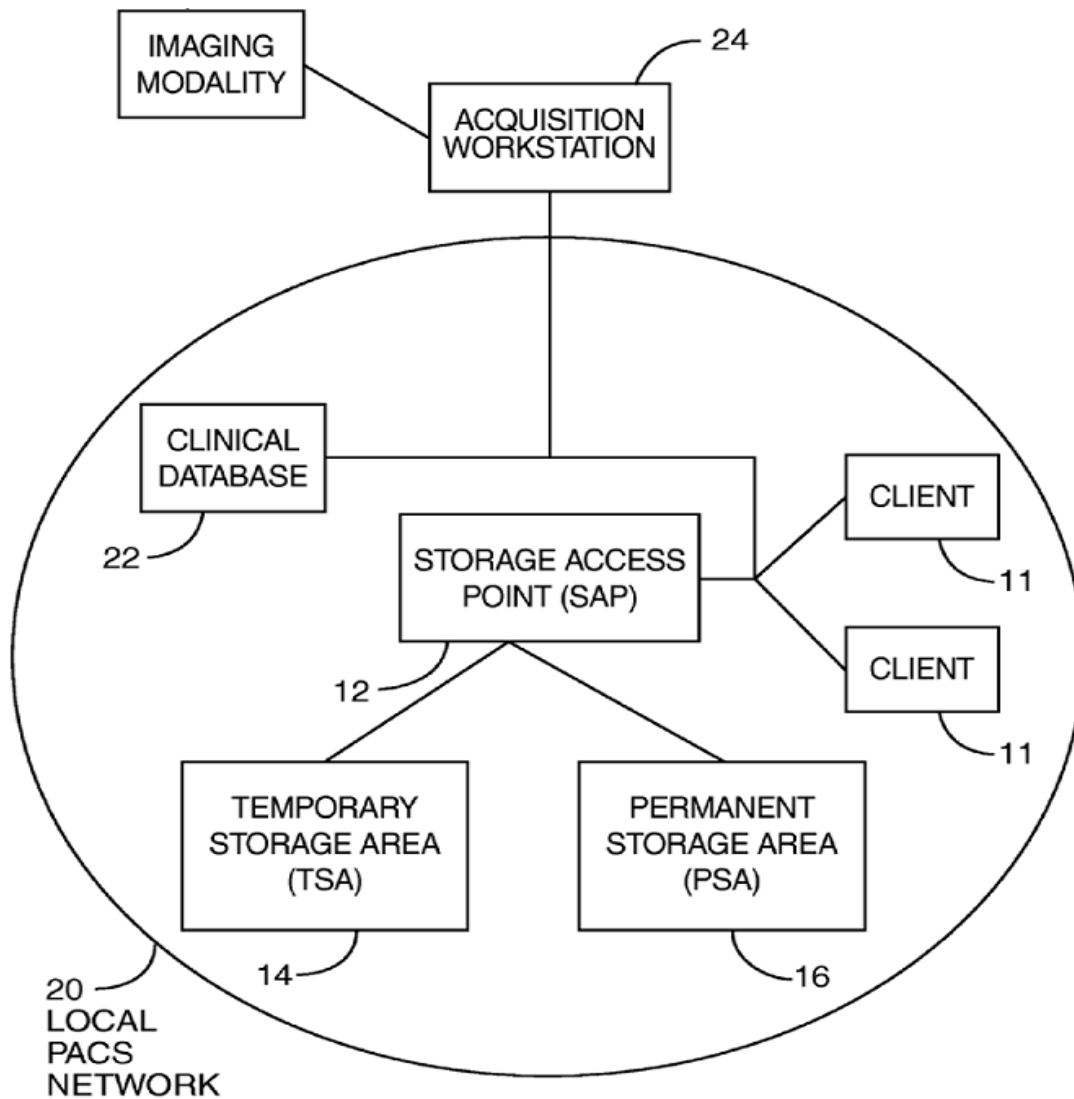 IMAGING
MODALITY
24
ACQUISITION
WORKSTATION
CLINICAL
DATABASE
22
CLIENT
11
STORAGE ACCESS
POINT (SAP)
12
CLIENT
11
TEMPORARY
STORAGE AREA
(TSA)
14
PERMANENT
STORAGE AREA
(PSA)
16
20
LOCAL
PACS
NETWORK